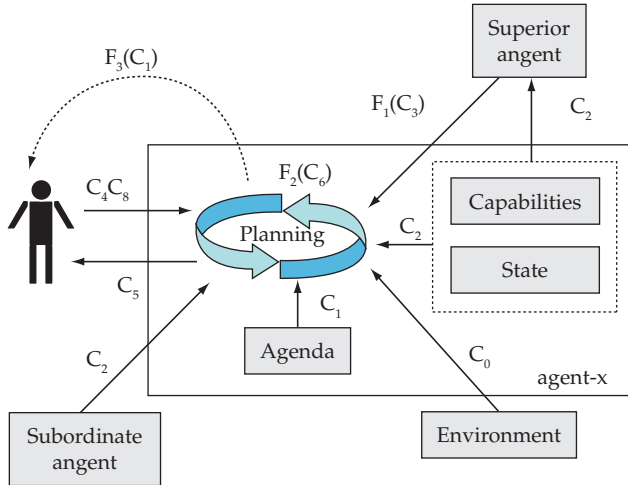 Superior
angent
F₃(C₁)
F₁(C₃)
C₂
C₄C₈
F₂(C₆)
Capabilities
Planning
C₂
State
C₅
C₁
Agenda
C₂
C₀
agent-x
Subordinate
angent
Environment